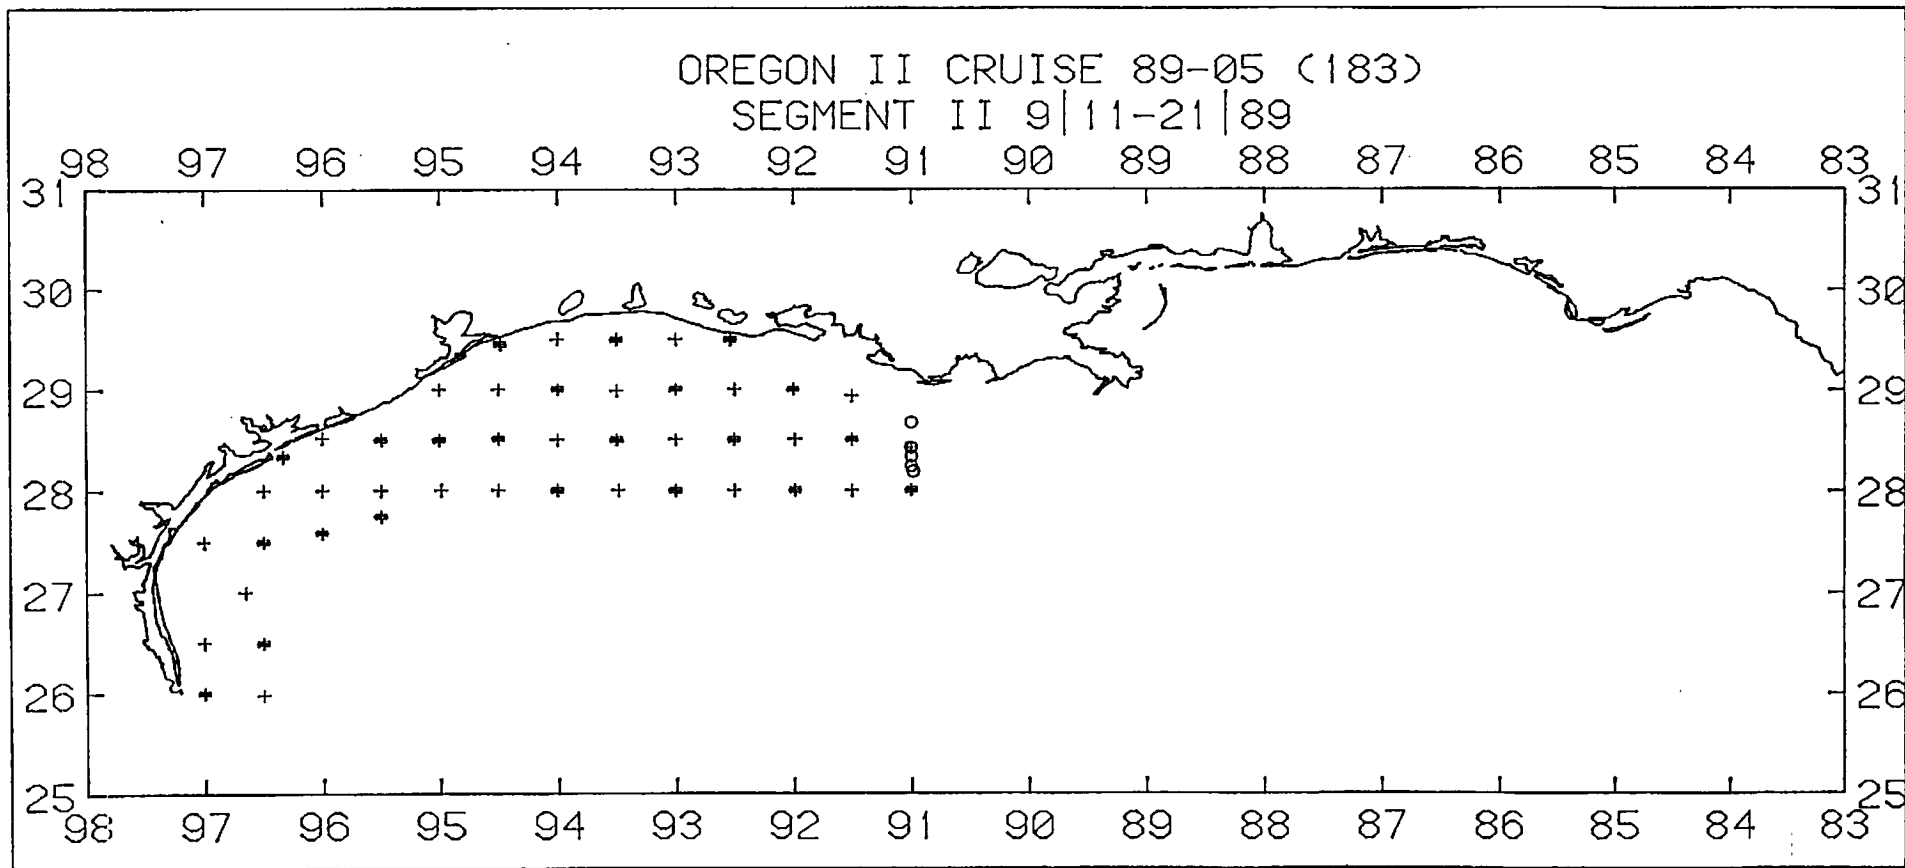 OREGON II CRUISE 89-05 (183)
SEGMENT II 9|11-21|89
98 97 96 95 94 93 92 91 90 89 88 87 86 85 84 83
31 31
30 30
29 29
28 28
27 27
26 26
25 25
98 97 96 95 94 93 92 91 90 89 88 87 86 85 84 83